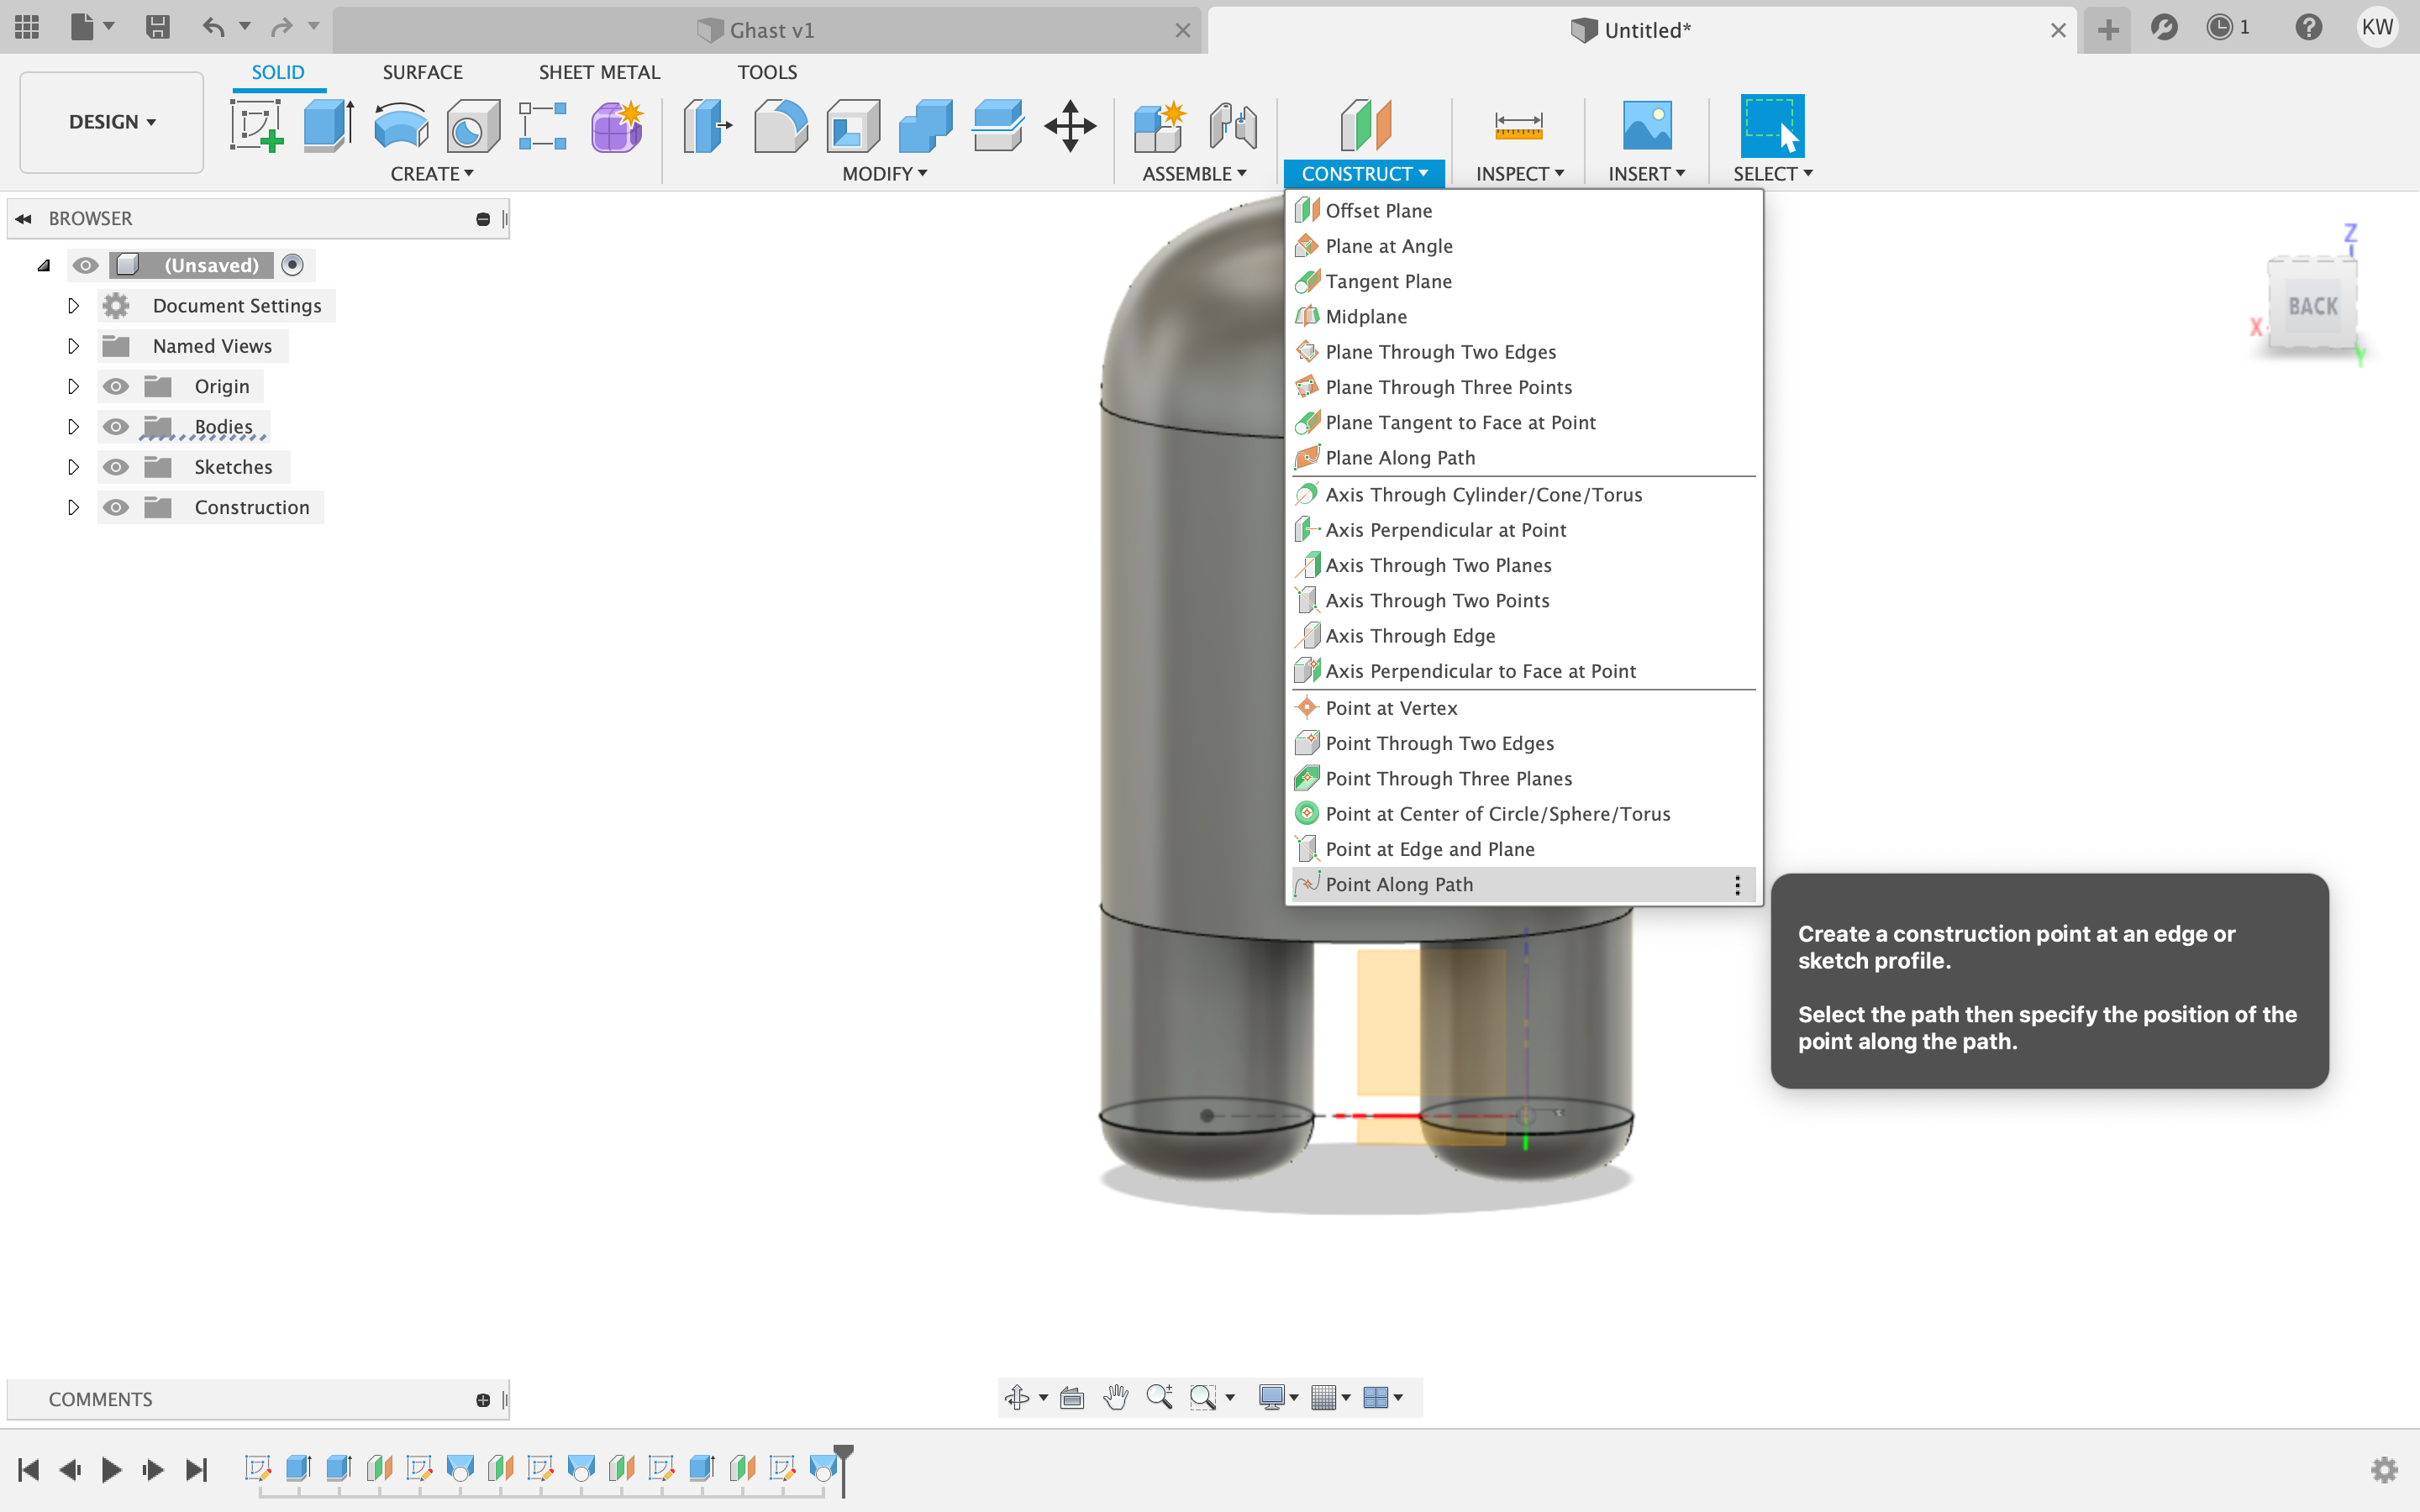 Ghast v1
Untitled*
1
KW
DESIGN
SOLID
SURFACE
SHEET METAL
TOOLS
CREATE
MODIFY
ASSEMBLE
CONSTRUCT
INSPECT
INSERT
SELECT
BROWSER
(Unsaved)
Document Settings
Named Views
Origin
Bodies
Sketches
Construction
Offset Plane
Plane at Angle
Tangent Plane
Midplane
Plane Through Two Edges
Plane Through Three Points
Plane Tangent to Face at Point
Plane Along Path
Axis Through Cylinder/Cone/Torus
Axis Perpendicular at Point
Axis Through Two Planes
Axis Through Two Points
Axis Through Edge
Axis Perpendicular to Face at Point
Point at Vertex
Point Through Two Edges
Point Through Three Planes
Point at Center of Circle/Sphere/Torus
Point at Edge and Plane
Point Along Path
Create a construction point at an edge or
sketch profile.
Select the path then specify the position of the
point along the path.
Z
BACK
X
Y
COMMENTS